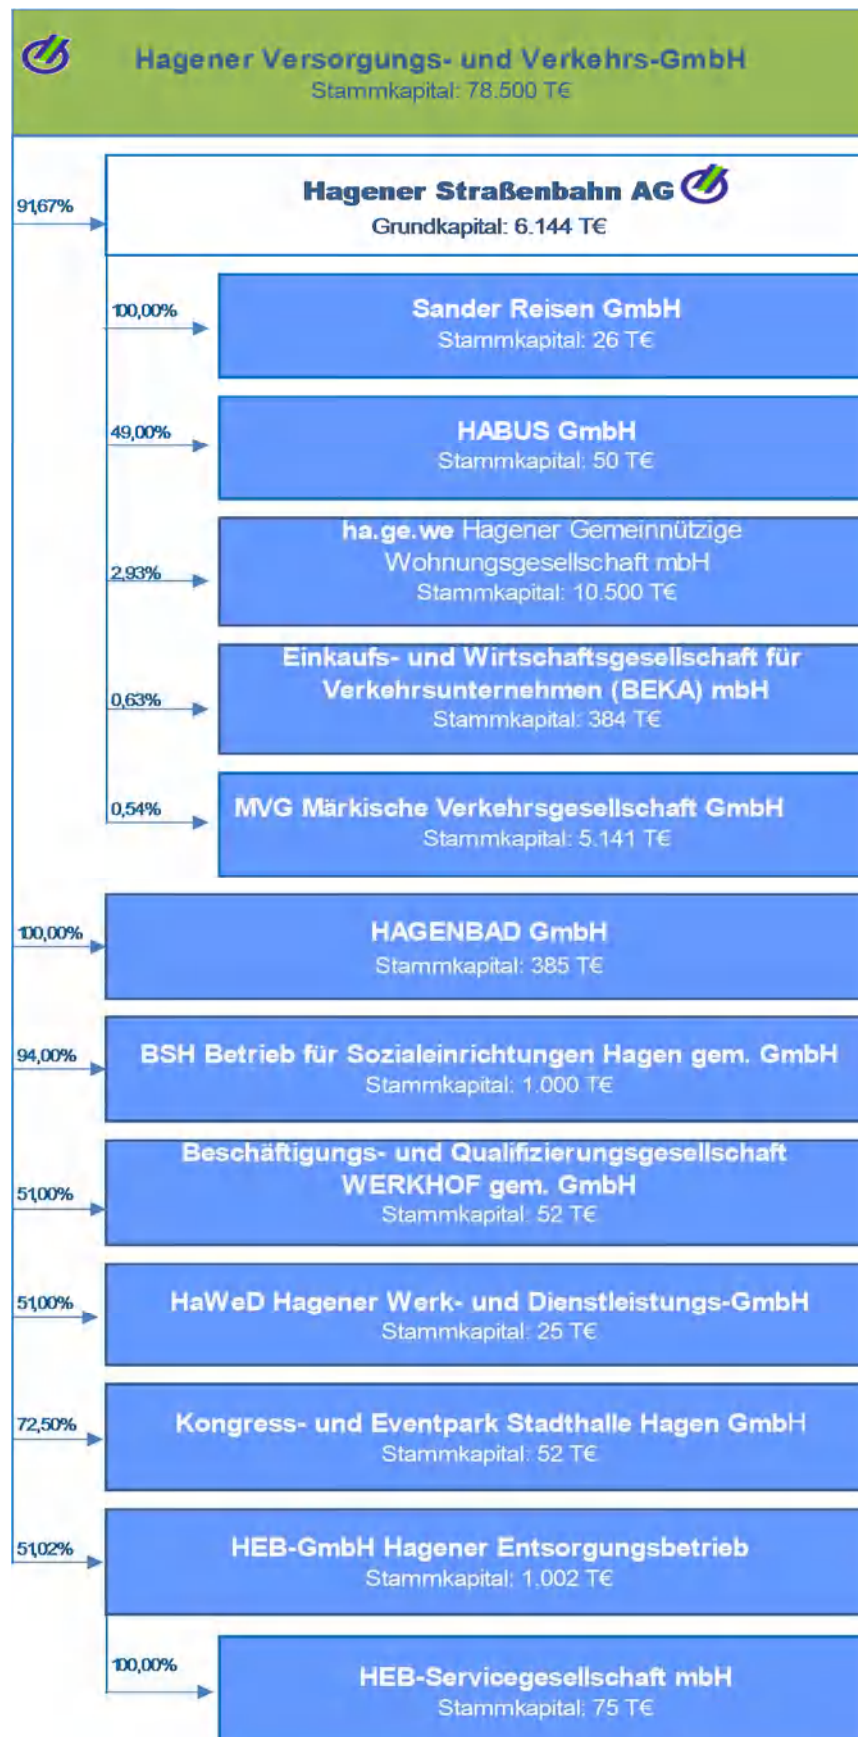 Hagener Versorgungs- und Verkehrs-GmbH
Stammkapital: 78.500 T€
91,67%
Hagener Straßenbahn AG
Grundkapital: 6.144 T€
100,00%
Sander Reisen GmbH
Stammkapital: 26 T€
49,00%
HABUS GmbH
Stammkapital: 50 T€
2,93%
ha.ge.we Hagener Gemeinnützige
Wohnungsgesellschaft mbH
Stammkapital: 10.500 T€
0,63%
Einkaufs- und Wirtschaftsgesellschaft für
Verkehrsunternehmen (BEKA) mbH
Stammkapital: 384 T€
0,54%
MVG Märkische Verkehrsgesellschaft GmbH
Stammkapital: 5.141 T€
100,00%
HAGENBAD GmbH
Stammkapital: 385 T€
94,00%
BSH Betrieb für Sozialeinrichtungen Hagen gem. GmbH
Stammkapital: 1.000 T€
51,00%
Beschäftigungs- und Qualifizierungsgesellschaft
WERKHOF gem. GmbH
Stammkapital: 52 T€
51,00%
HaWeD Hagener Werk- und Dienstleistungs-GmbH
Stammkapital: 25 T€
72,50%
Kongress- und Eventpark Stadthalle Hagen GmbH
Stammkapital: 52 T€
51,02%
HEB-GmbH Hagener Entsorgungsbetrieb
Stammkapital: 1.002 T€
100,00%
HEB-Servicegesellschaft mbH
Stammkapital: 75 T€